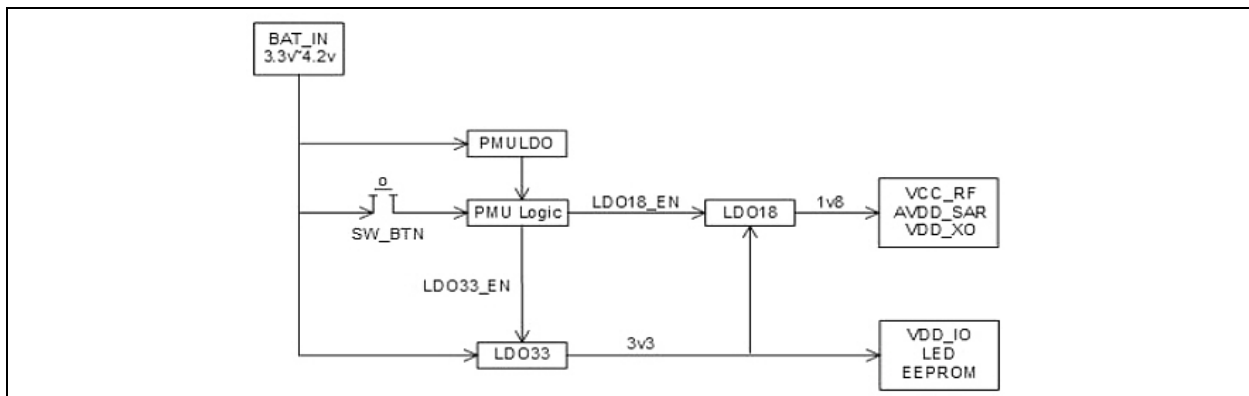 BAT_IN
3.3v~4.2v
PMULDO
SW_BTN
PMU Logic
LDO18_EN
LDO18
1v8
VCC_RF
AVDD_SAR
VDD_XO
LDO33_EN
LDO33
3v3
VDD_IO
LED
EEPROM